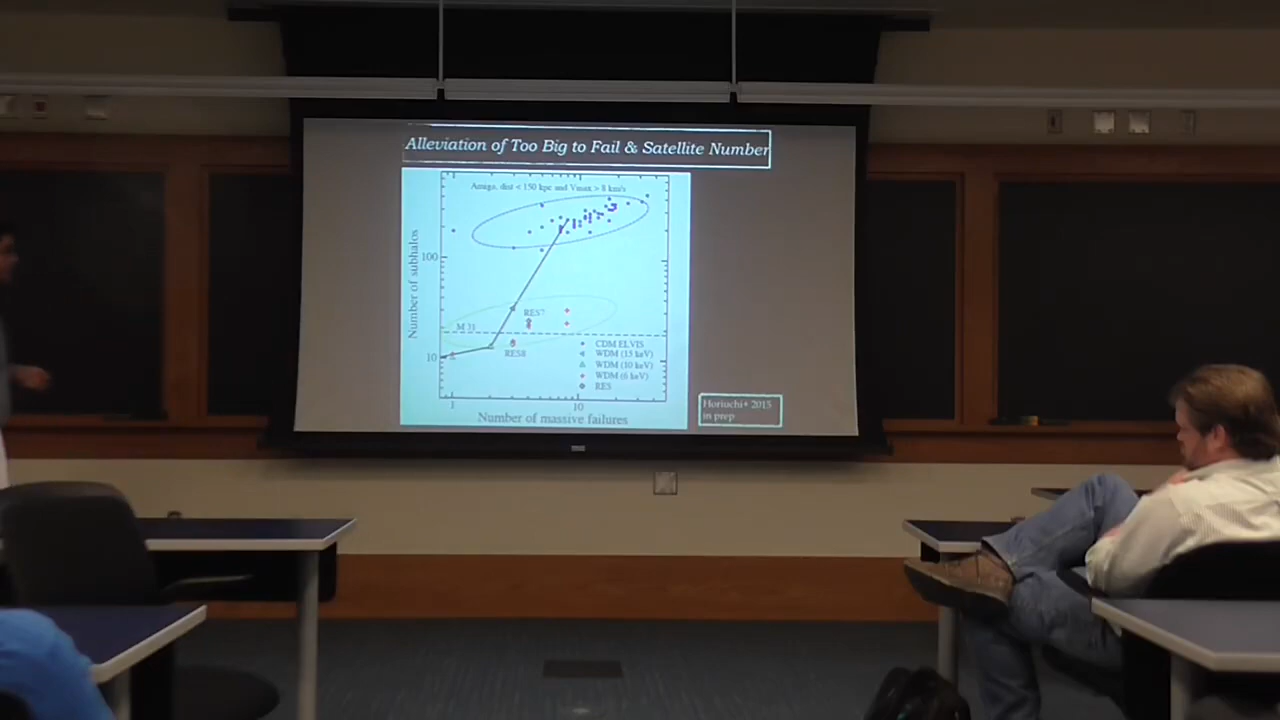 Alleviation of Too Big to Fail & Satellite Number
Amiga, dist < 150 kpc and Vmax > 8 km/s
Number of subhalos
100
10
M 31
RES7
RES8
CDM ELVIS
WDM (15 keV)
WDM (10 keV)
WDM (6 keV)
RES
1
10
Number of massive failures
Horiuchi+ 2015
in prep